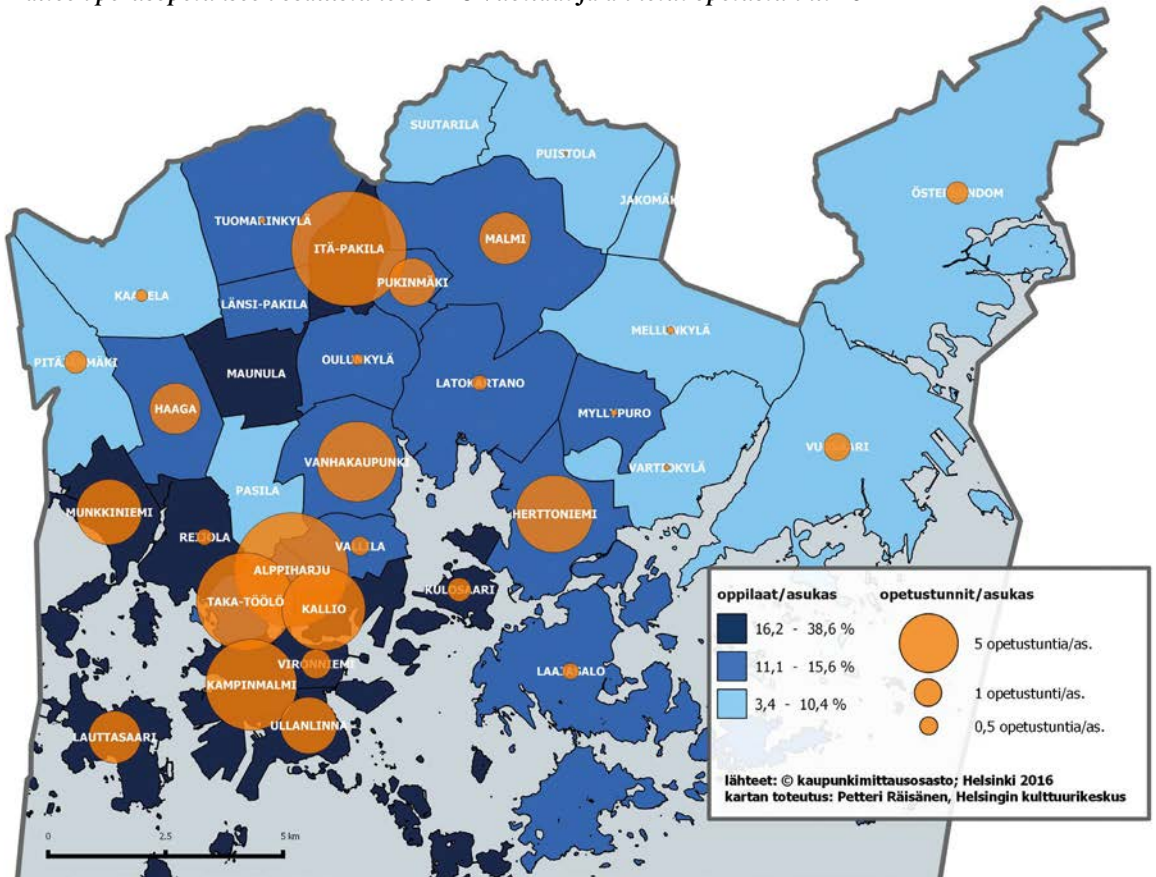 SUUTARILA
PUISTOLA
JAKOMÄK
ÖSTERSUNDOM
TUOMARINKYLÄ
ITÄ-PAKILA
MALMI
PUKINMÄKI
KAARELA
LÄNSI-PAKILA
MELLUNKYLÄ
PITÄJÄNMÄKI
MAUNULA
OULUNKYLÄ
LATOKARTANO
HAAGA
MYLLYPURO
VUOSAARI
VANHAKAUPUNKI
VARTIOKYLÄ
PASILA
MUNKKINIEMI
HERTTONIEMI
REIJOLA
VALLILA
ALPPIHARJU
KULOSAARI
TAKA-TÖÖLÖ
KALLIO
VIRONNIEMI
LAAJASALO
KAMPINMALMI
ULLANLINNA
LAUTTASAARI
oppilaat/asukas
16,2 - 38,6 %
11,1 - 15,6 %
3,4 - 10,4 %
opetustunnit/asukas
5 opetustuntia/as.
1 opetustunti/as.
0,5 opetustuntia/as.
lähteet: © kaupunkimittausosasto; Helsinki 2016
kartan toteutus: Petteri Räisänen, Helsingin kulttuurikeskus
0 2.5 5 km